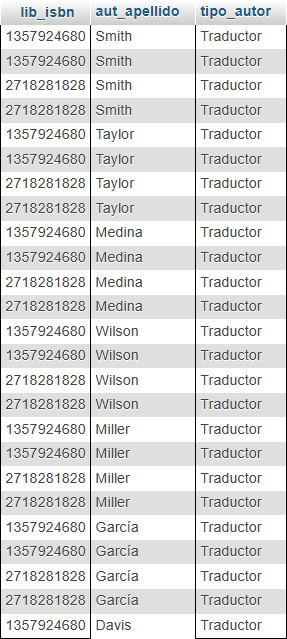 lib_isbn aut_apellido tipo_autor
1357924680 Smith Traductor
1357924680 Smith Traductor
2718281828 Smith Traductor
2718281828 Smith Traductor
1357924680 Taylor Traductor
1357924680 Taylor Traductor
2718281828 Taylor Traductor
2718281828 Taylor Traductor
1357924680 Medina Traductor
1357924680 Medina Traductor
2718281828 Medina Traductor
2718281828 Medina Traductor
1357924680 Wilson Traductor
1357924680 Wilson Traductor
2718281828 Wilson Traductor
2718281828 Wilson Traductor
1357924680 Miller Traductor
1357924680 Miller Traductor
2718281828 Miller Traductor
2718281828 Miller Traductor
1357924680 García Traductor
1357924680 García Traductor
2718281828 García Traductor
2718281828 García Traductor
1357924680 Davis Traductor